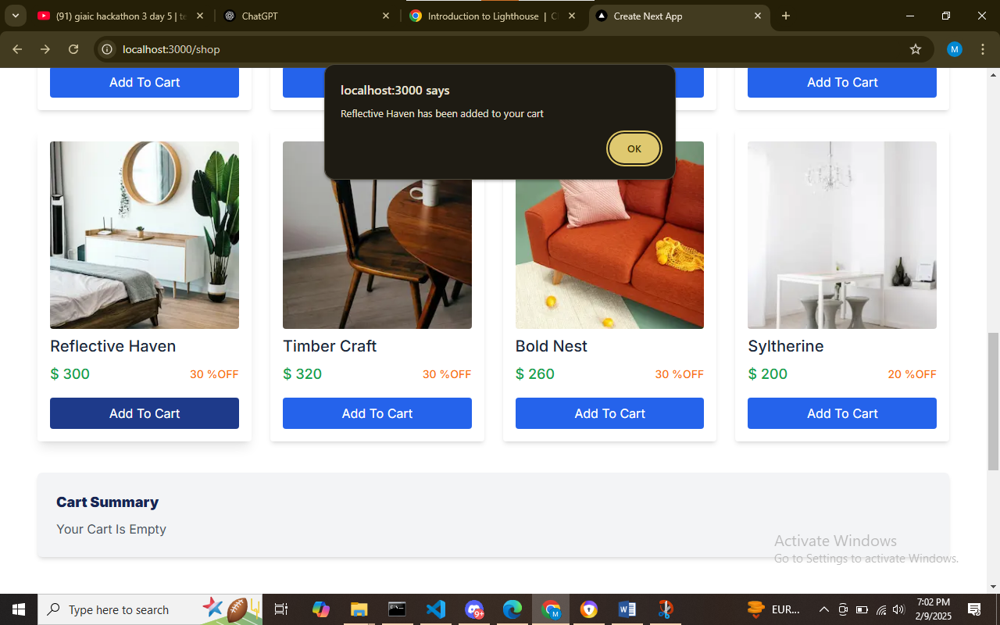 (91) giaic hackathon 3 day 5 | te
ChatGPT
Introduction to Lighthouse | C
Create Next App
localhost:3000/shop
M
localhost:3000 says
Reflective Haven has been added to your cart
OK
Add To Cart
Add To Cart
Reflective Haven
Timber Craft
Bold Nest
Syltherine
$ 300
30 %OFF
$ 320
30 %OFF
$ 260
30 %OFF
$ 200
20 %OFF
Add To Cart
Add To Cart
Add To Cart
Add To Cart
Cart Summary
Your Cart Is Empty
Activate Windows
Go to Settings to activate Windows.
Type here to search
9+
M
EUR...
7:02 PM
2/9/2025